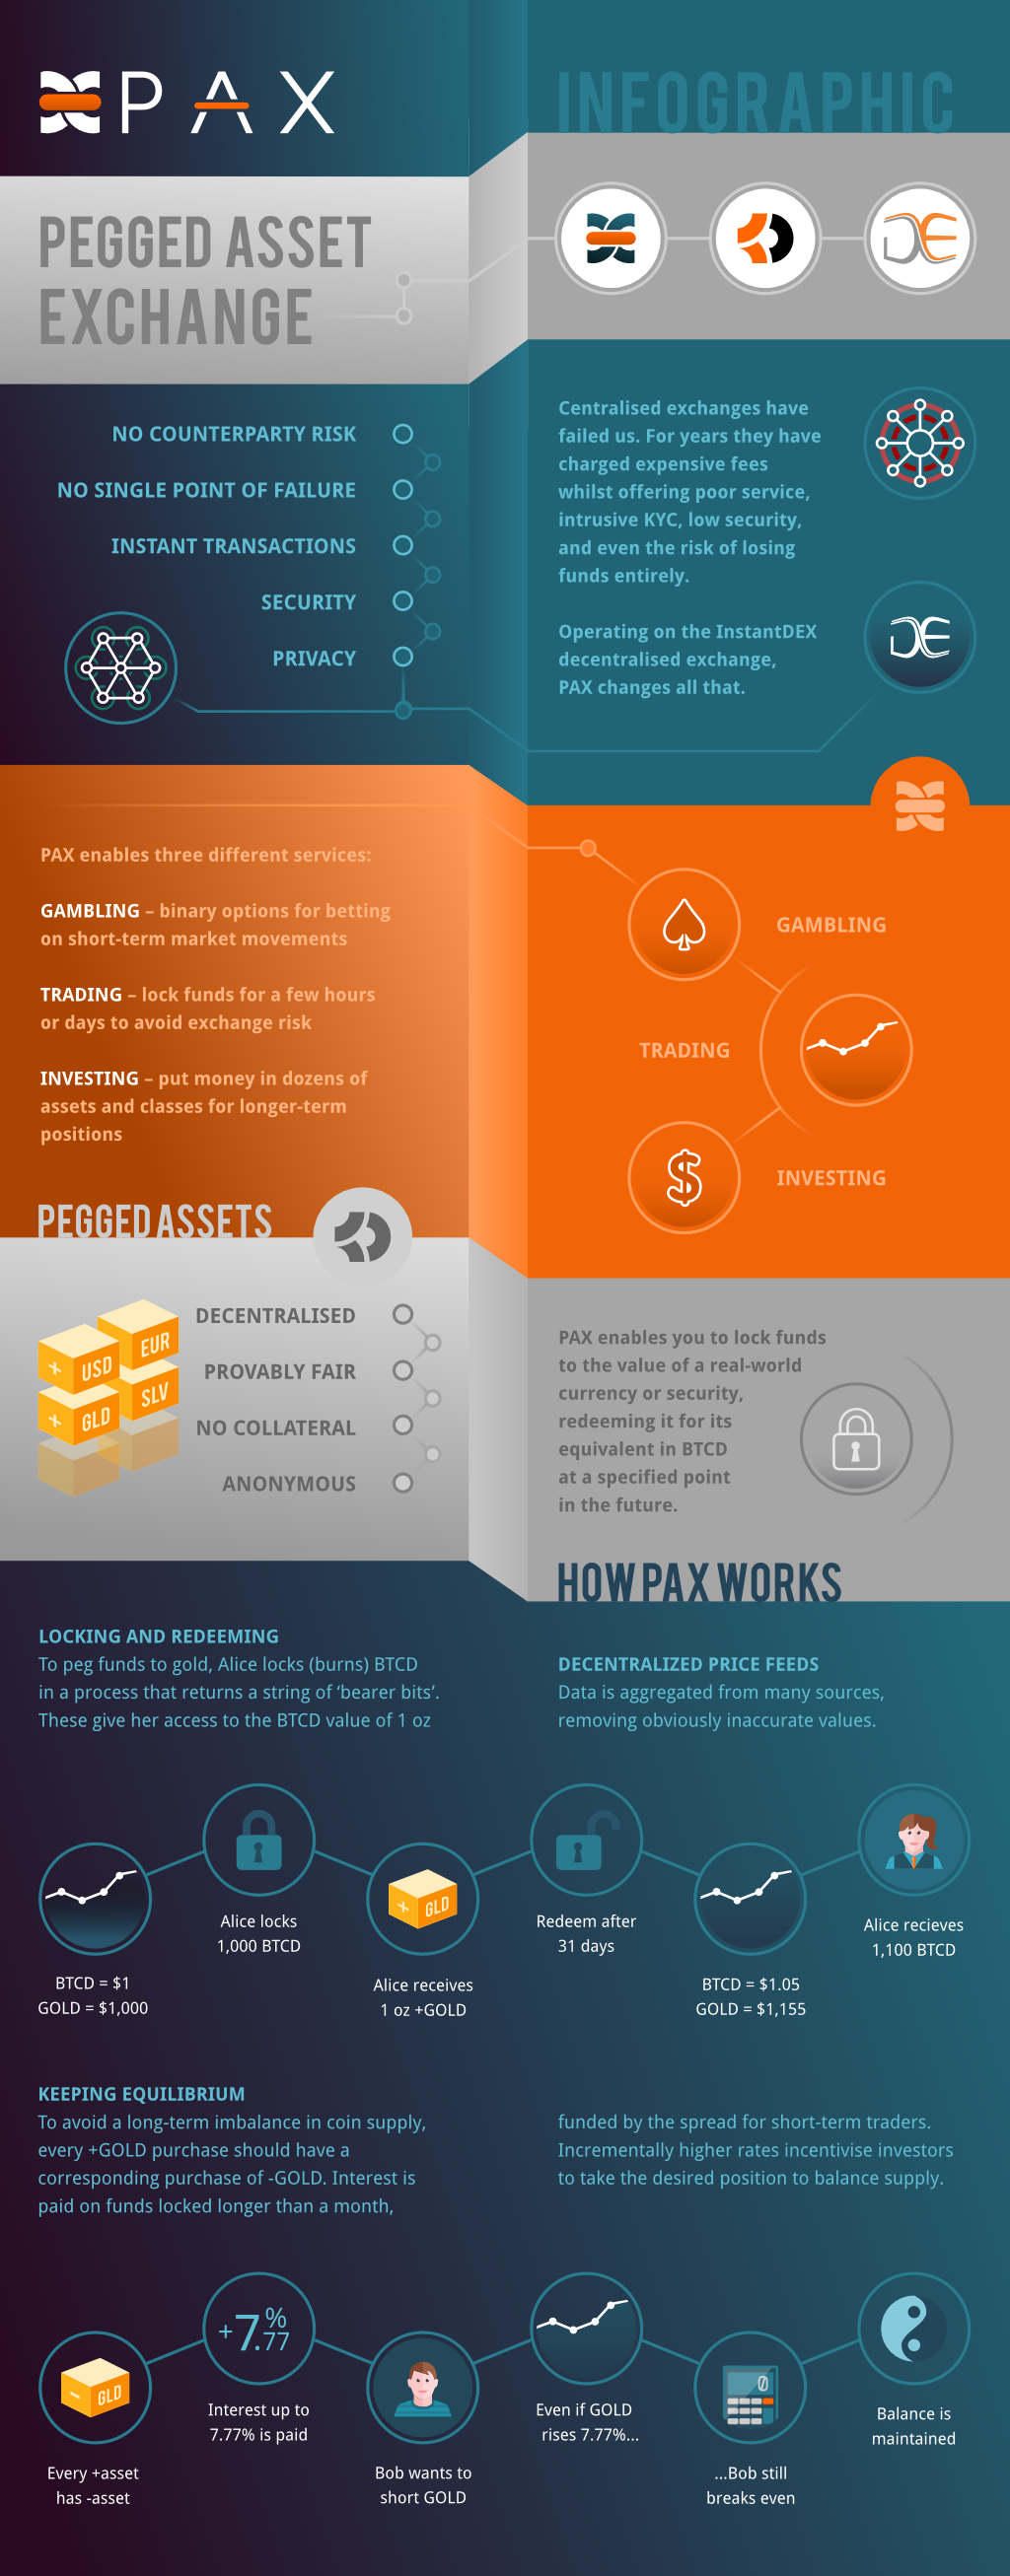 PAX
INFOGRAPHIC
PEGGED ASSET
EXCHANGE
NO COUNTERPARTY RISK
NO SINGLE POINT OF FAILURE
INSTANT TRANSACTIONS
SECURITY
PRIVACY
Centralised exchanges have
failed us. For years they have
charged expensive fees
whilst offering poor service,
intrusive KYC, low security,
and even the risk of losing
funds entirely.
Operating on the InstantDEX
decentralised exchange,
PAX changes all that.
PAX enables three different services:
GAMBLING – binary options for betting
on short-term market movements
TRADING – lock funds for a few hours
or days to avoid exchange risk
INVESTING – put money in dozens of
assets and classes for longer-term
positions
GAMBLING
TRADING
$
INVESTING
PEGGED ASSETS
+ USD
EUR
+ GLD
SLV
DECENTRALISED
PROVABLY FAIR
NO COLLATERAL
ANONYMOUS
PAX enables you to lock funds
to the value of a real-world
currency or security,
redeeming it for its
equivalent in BTCD
at a specified point
in the future.
HOW PAX WORKS
LOCKING AND REDEEMING
To peg funds to gold, Alice locks (burns) BTCD
in a process that returns a string of ‘bearer bits’.
These give her access to the BTCD value of 1 oz
DECENTRALIZED PRICE FEEDS
Data is aggregated from many sources,
removing obviously inaccurate values.
BTCD = $1
GOLD = $1,000
Alice locks
1,000 BTCD
+ GLD
Alice receives
1 oz +GOLD
Redeem after
31 days
BTCD = $1.05
GOLD = $1,155
Alice recieves
1,100 BTCD
KEEPING EQUILIBRIUM
To avoid a long-term imbalance in coin supply,
every +GOLD purchase should have a
corresponding purchase of -GOLD. Interest is
paid on funds locked longer than a month,
funded by the spread for short-term traders.
Incrementally higher rates incentivise investors
to take the desired position to balance supply.
- GLD
Every +asset
has -asset
+7.77%
Interest up to
7.77% is paid
Bob wants to
short GOLD
Even if GOLD
rises 7.77%...
0
...Bob still
breaks even
Balance is
maintained